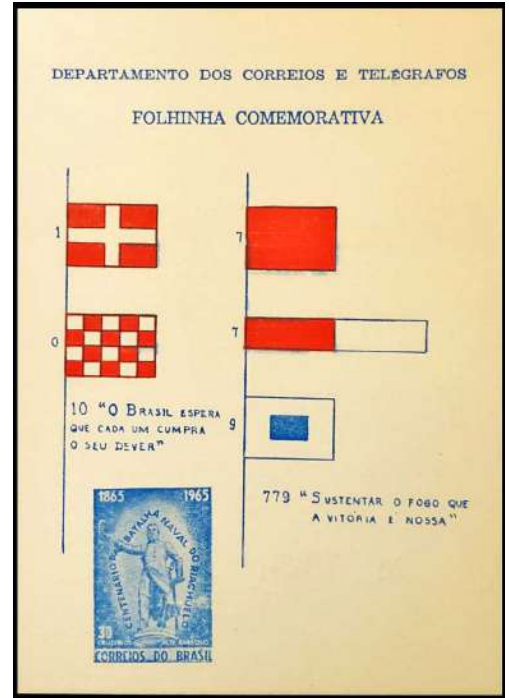 DEPARTAMENTO DOS CORREIOS E TELÉGRAFOS
FOLHINHA COMEMORATIVA
1
0
10 "O BRASIL ESPERA
QUE CADA UM CUMPRA
O SEU DEVER"
7
7
9
779 "SUSTENTAR O FOGO QUE
A VITÓRIA É NOSSA"
1865 1965
CENTENÁRIO DA BATALHA NAVAL DO RIACHUELO
30
CRUZEIROS
CORREIOS DO BRASIL